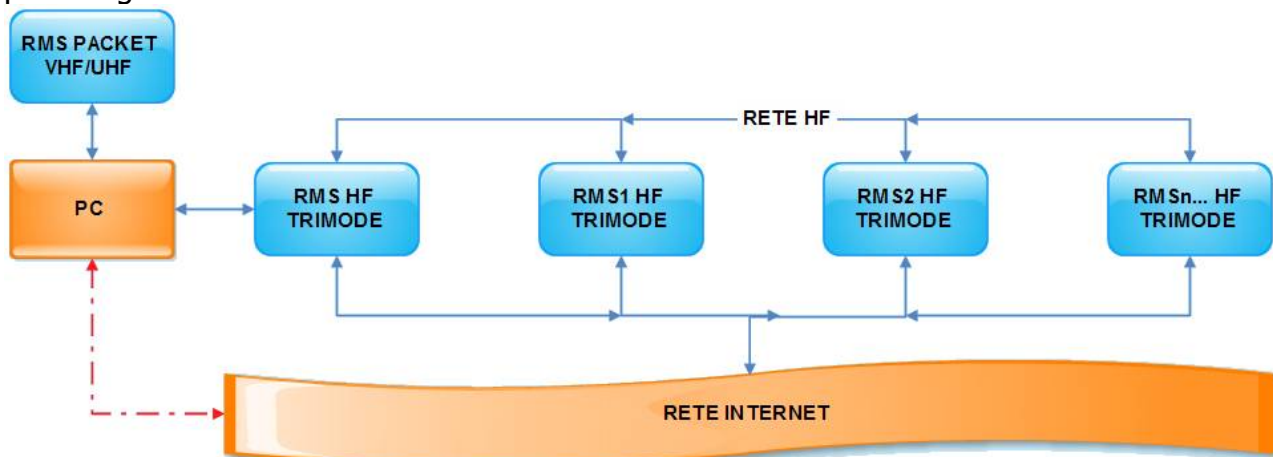 RMS PACKET
VHF/UHF
RETE HF
PC
RMS HF
TRIMODE
RMS1 HF
TRIMODE
RMS2 HF
TRIMODE
RMSn... HF
TRIMODE
RETE INTERNET